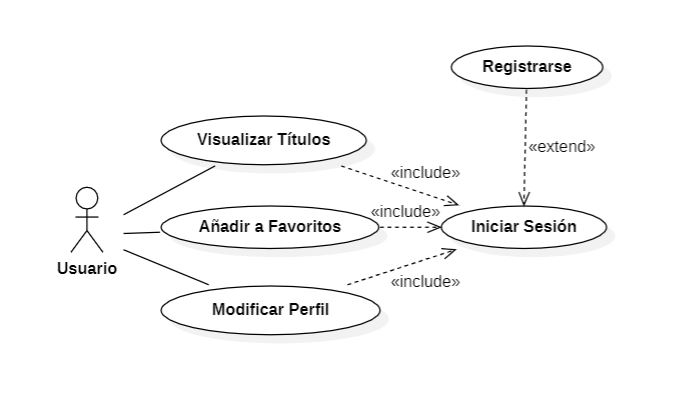 Registrarse
Visualizar Títulos
«extend»
«include»
«include»
Añadir a Favoritos
Iniciar Sesión
Usuario
«include»
Modificar Perfil